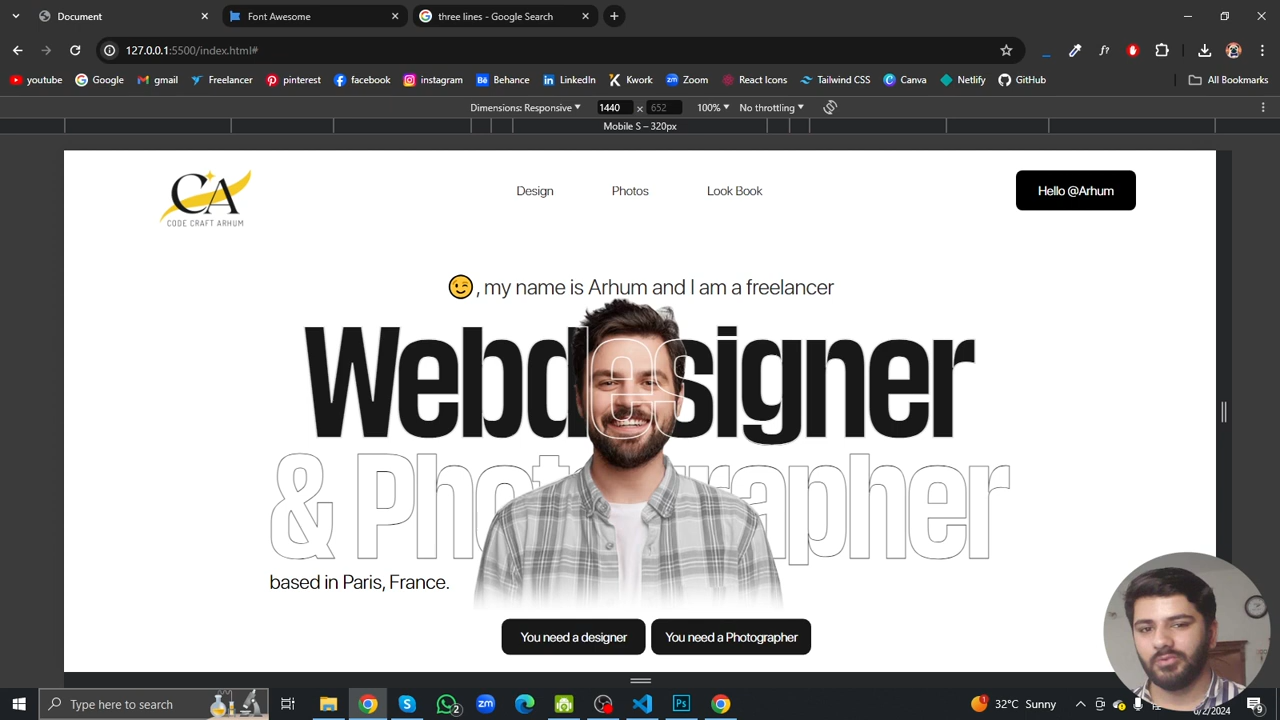 Document
Font Awesome
three lines - Google Search
127.0.0.1:5500/index.html#
youtube
Google
gmail
Freelancer
pinterest
facebook
instagram
Behance
LinkedIn
Kwork
Zoom
React Icons
Tailwind CSS
Canva
Netlify
GitHub
All Bookmarks
Dimensions: Responsive
1440 × 652
100%
No throttling
Mobile S – 320px
CA
CODE CRAFT ARHUM
Design
Photos
Look Book
Hello @Arhum
, my name is Arhum and I am a freelancer
Webdesigner
based in Paris, France.
You need a designer
You need a Photographer
Type here to search
32°C Sunny
6/2/2024